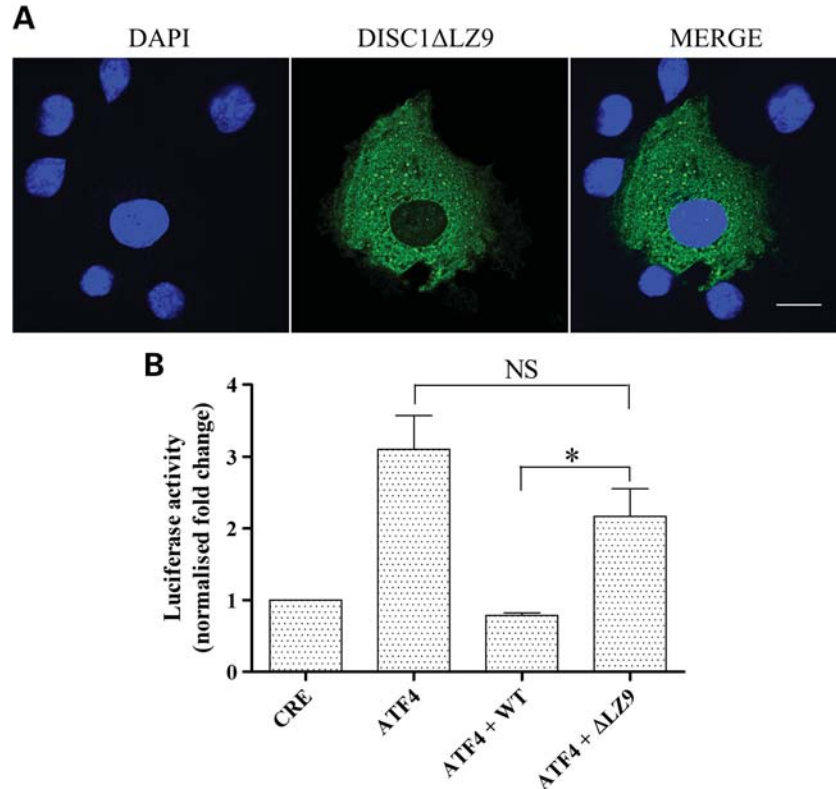 A
DAPI DISC1ΔLZ9 MERGE
B
Luciferase activity
(normalised fold change)
4
3
2
1
0
NS
*
CRE
ATF4
ATF4 + WT
ATF4 + ΔLZ9